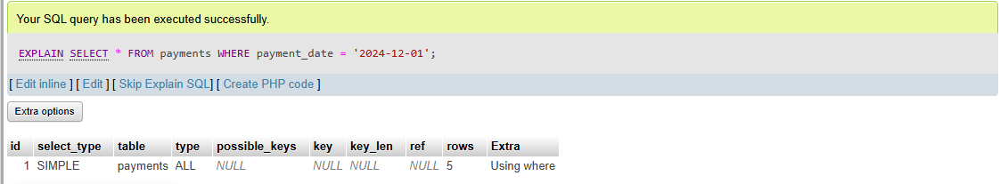 Your SQL query has been executed successfully.
EXPLAIN SELECT * FROM payments WHERE payment_date = '2024-12-01';
[ Edit inline ] [ Edit ] [ Skip Explain SQL] [ Create PHP code ]
Extra options
id select_type table type possible_keys key key_len ref rows Extra
1 SIMPLE payments ALL NULL NULL NULL NULL 5 Using where